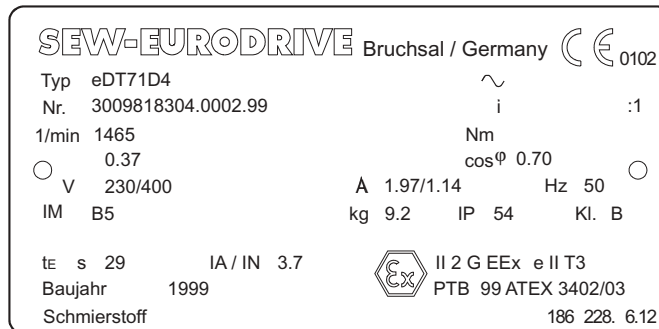 SEW-EURODRIVE Bruchsal / Germany CE 0102
Typ eDT71D4 ~
Nr. 3009818304.0002.99 i :1
1/min 1465 Nm
0.37 cosφ 0.70
V 230/400 A 1.97/1.14 Hz 50
IM B5 kg 9.2 IP 54 Kl. B
tE s 29 IA / IN 3.7 Ex II 2 G EEx e II T3
Baujahr 1999 PTB 99 ATEX 3402/03
Schmierstoff 186 228. 6.12